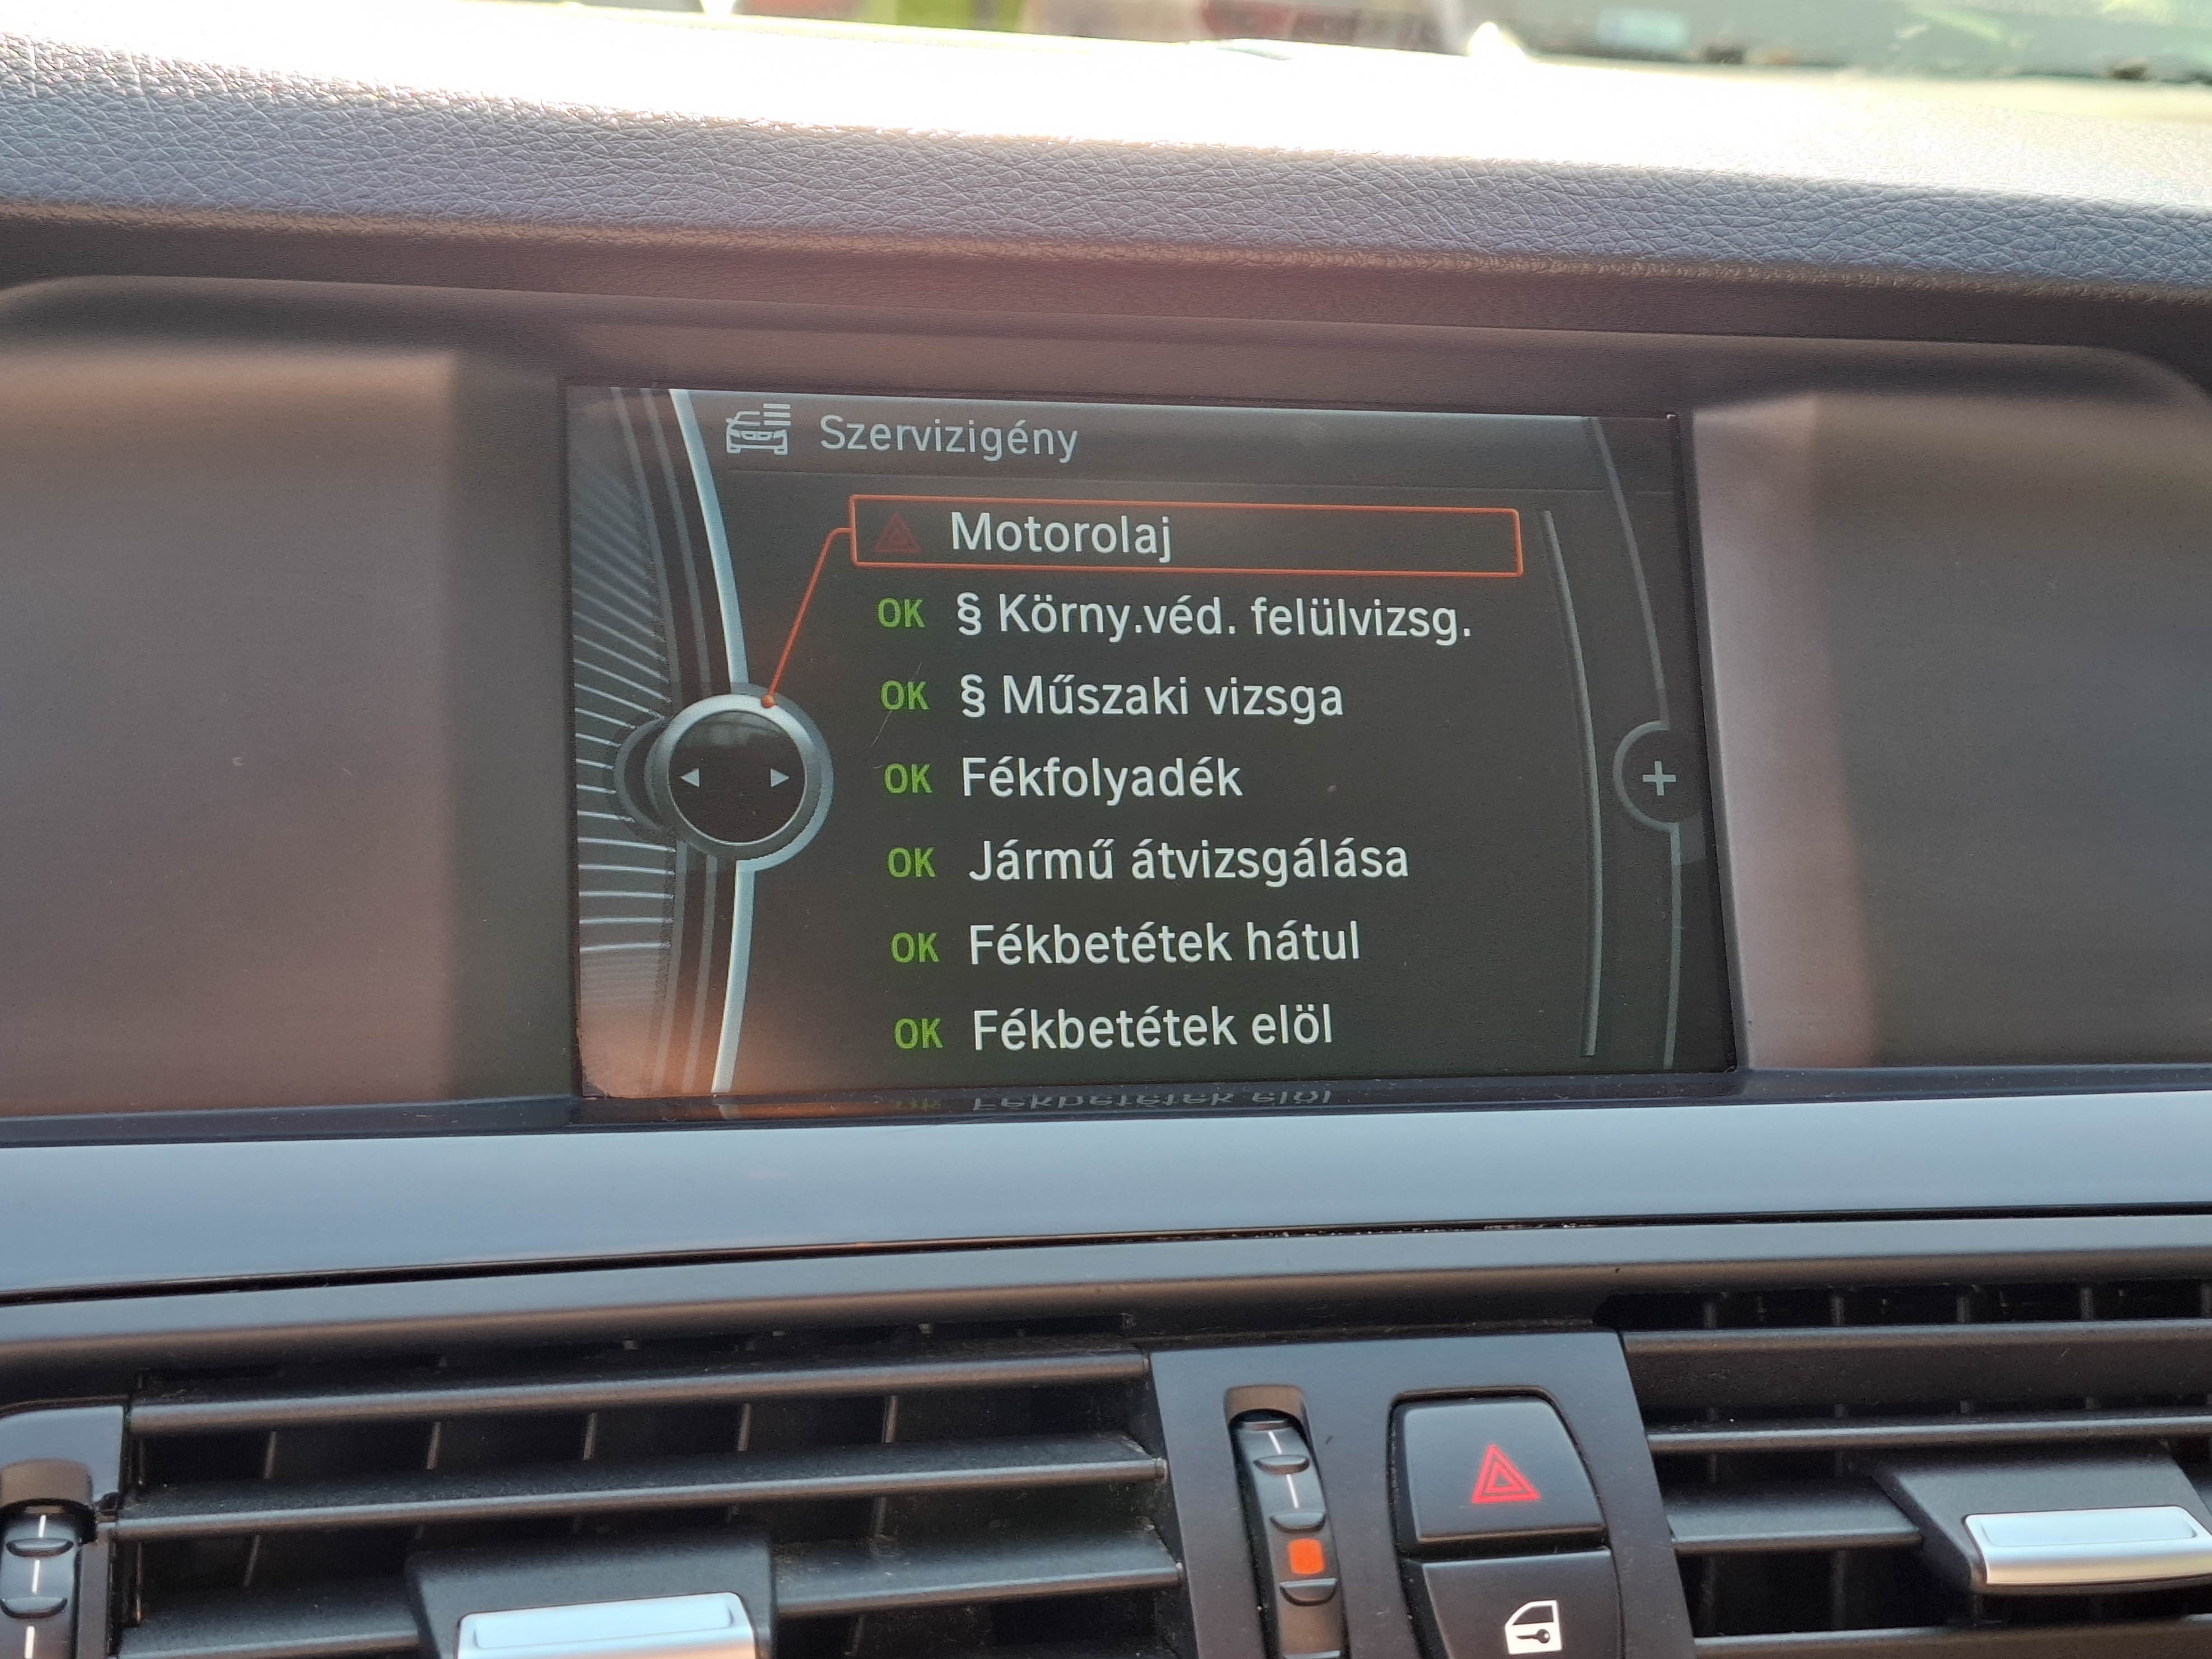 Szervizigény
Motorolaj
OK § Körny.véd. felülvizsg.
OK § Műszaki vizsga
OK Fékfolyadék
OK Jármű átvizsgálása
OK Fékbetétek hátul
OK Fékbetétek elöl